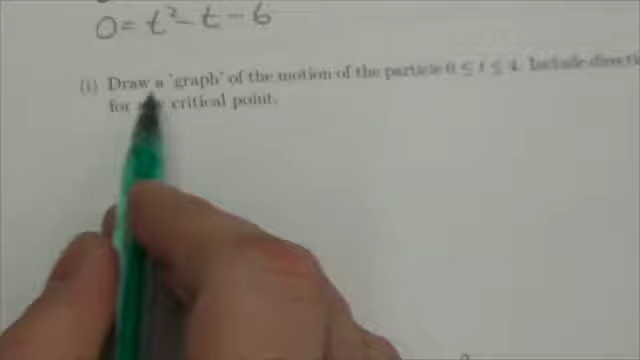 0 = t² - t - 6
(i) Draw a 'graph' of the motion of the particle 0 ≤ t ≤ 4. Include
for critical point.